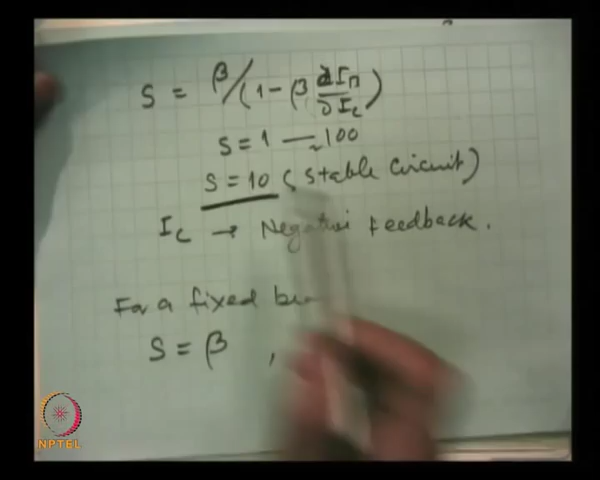 S = β/(1 - β ∂I_B/∂I_C)
S = 1 — ~ 100
S = 10 (Stable Circuit)
I_C → Negative Feedback.
For a fixed
S = β ,
NPTEL